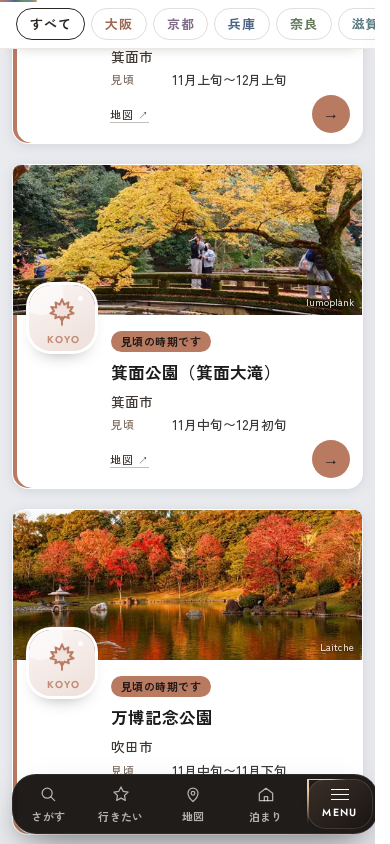 すべて 大阪 京都 兵庫 奈良 滋賀
箕面市
見頃 11月上旬〜12月上旬
地図 ↗
→
lumoplank
KOYO
見頃の時期です
箕面公園（箕面大滝）
箕面市
見頃 11月中旬〜12月初旬
地図 ↗
→
Laitche
KOYO
見頃の時期です
万博記念公園
吹田市
見頃 11月中旬〜11月下旬
さがす 行きたい 地図 泊まり MENU